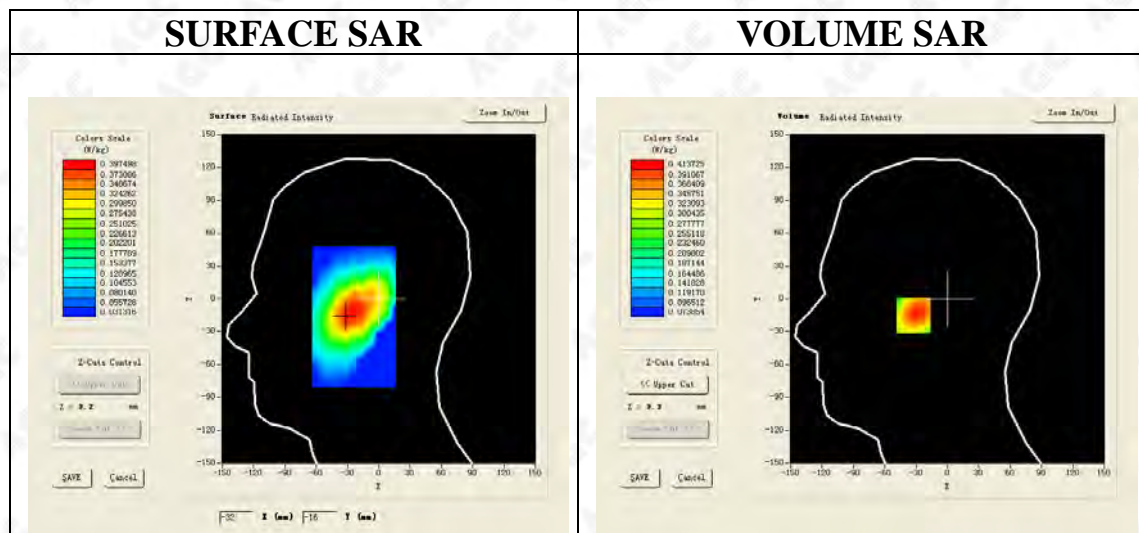 SURFACE SAR
VOLUME SAR
Surface Radiated Intensity
Zoom In/Out
Colors Scale
(W/kg)
0.397498
0.373086
0.348674
0.324262
0.299850
0.275438
0.251025
0.226613
0.202201
0.177789
0.153377
0.128965
0.104553
0.080140
0.055728
0.031316
150
120
90
60
30
0
-30
-60
-90
-120
-150
-150 -120 -90 -60 -30 0 30 60 90 120 150
Z-Cuts Control
mm
SAVE
Cancel
-32 X (mm) -16 Y (mm)
Volume Radiated Intensity
Zoom In/Out
Colors Scale
(W/kg)
0.413725
0.391067
0.368409
0.345751
0.323093
0.300435
0.277777
0.255118
0.232460
0.209802
0.187144
0.164486
0.141828
0.119170
0.096512
0.073854
150
120
90
60
30
0
-30
-60
-90
-120
-150
-150 -120 -90 -60 -30 0 30 60 90 120 150
Z-Cuts Control
<< Upper Cut
mm
SAVE
Cancel
AGC